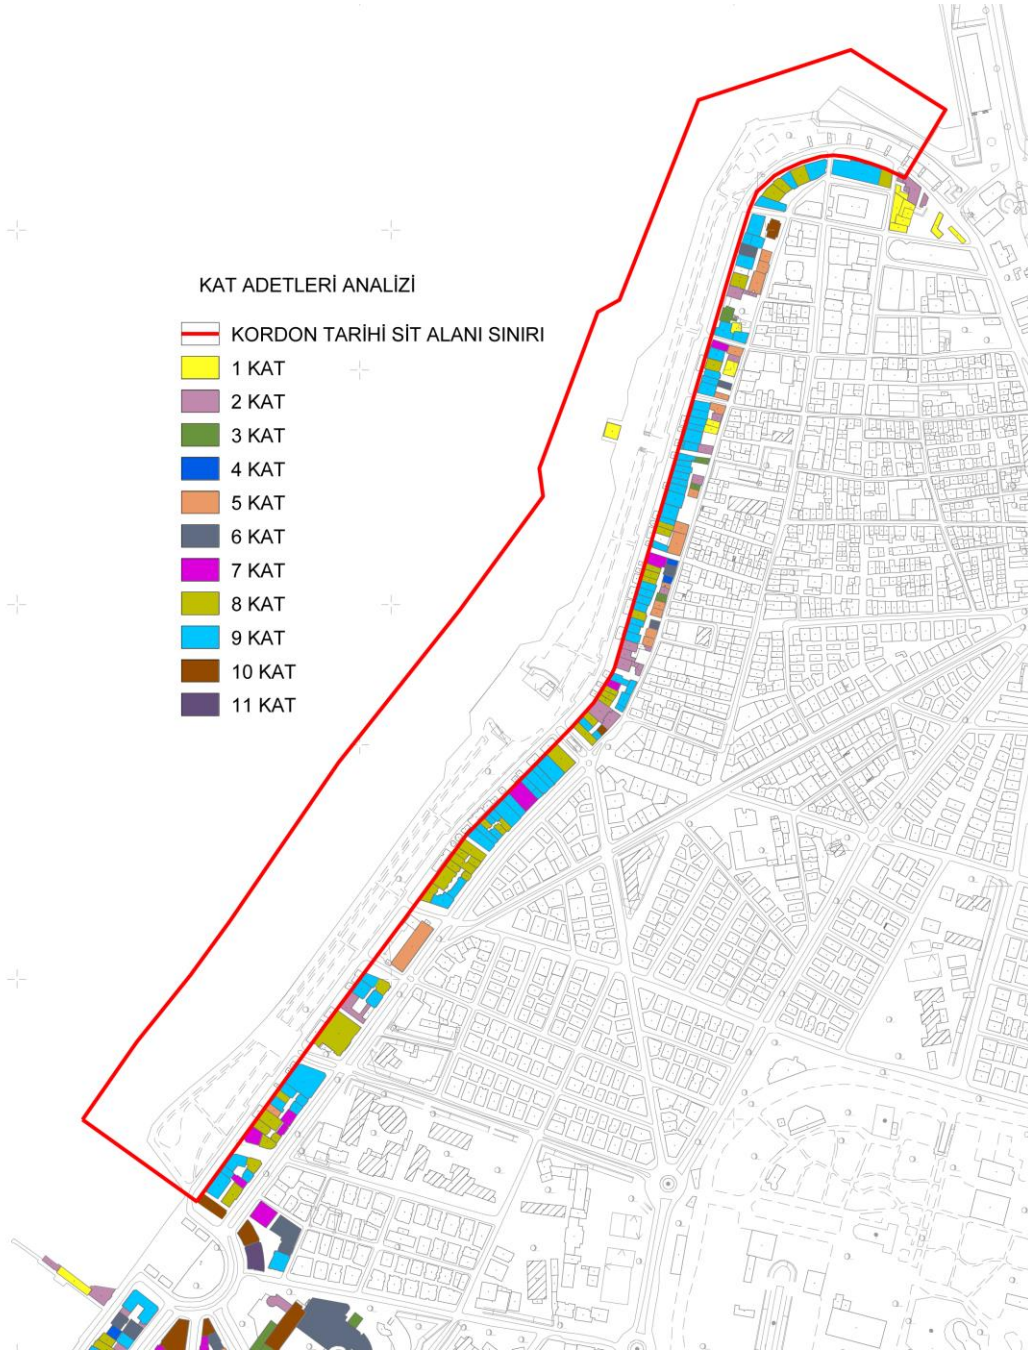 KAT ADETLERİ ANALİZİ
KORDON TARİHİ SİT ALANI SINIRI
1 KAT
2 KAT
3 KAT
4 KAT
5 KAT
6 KAT
7 KAT
8 KAT
9 KAT
10 KAT
11 KAT